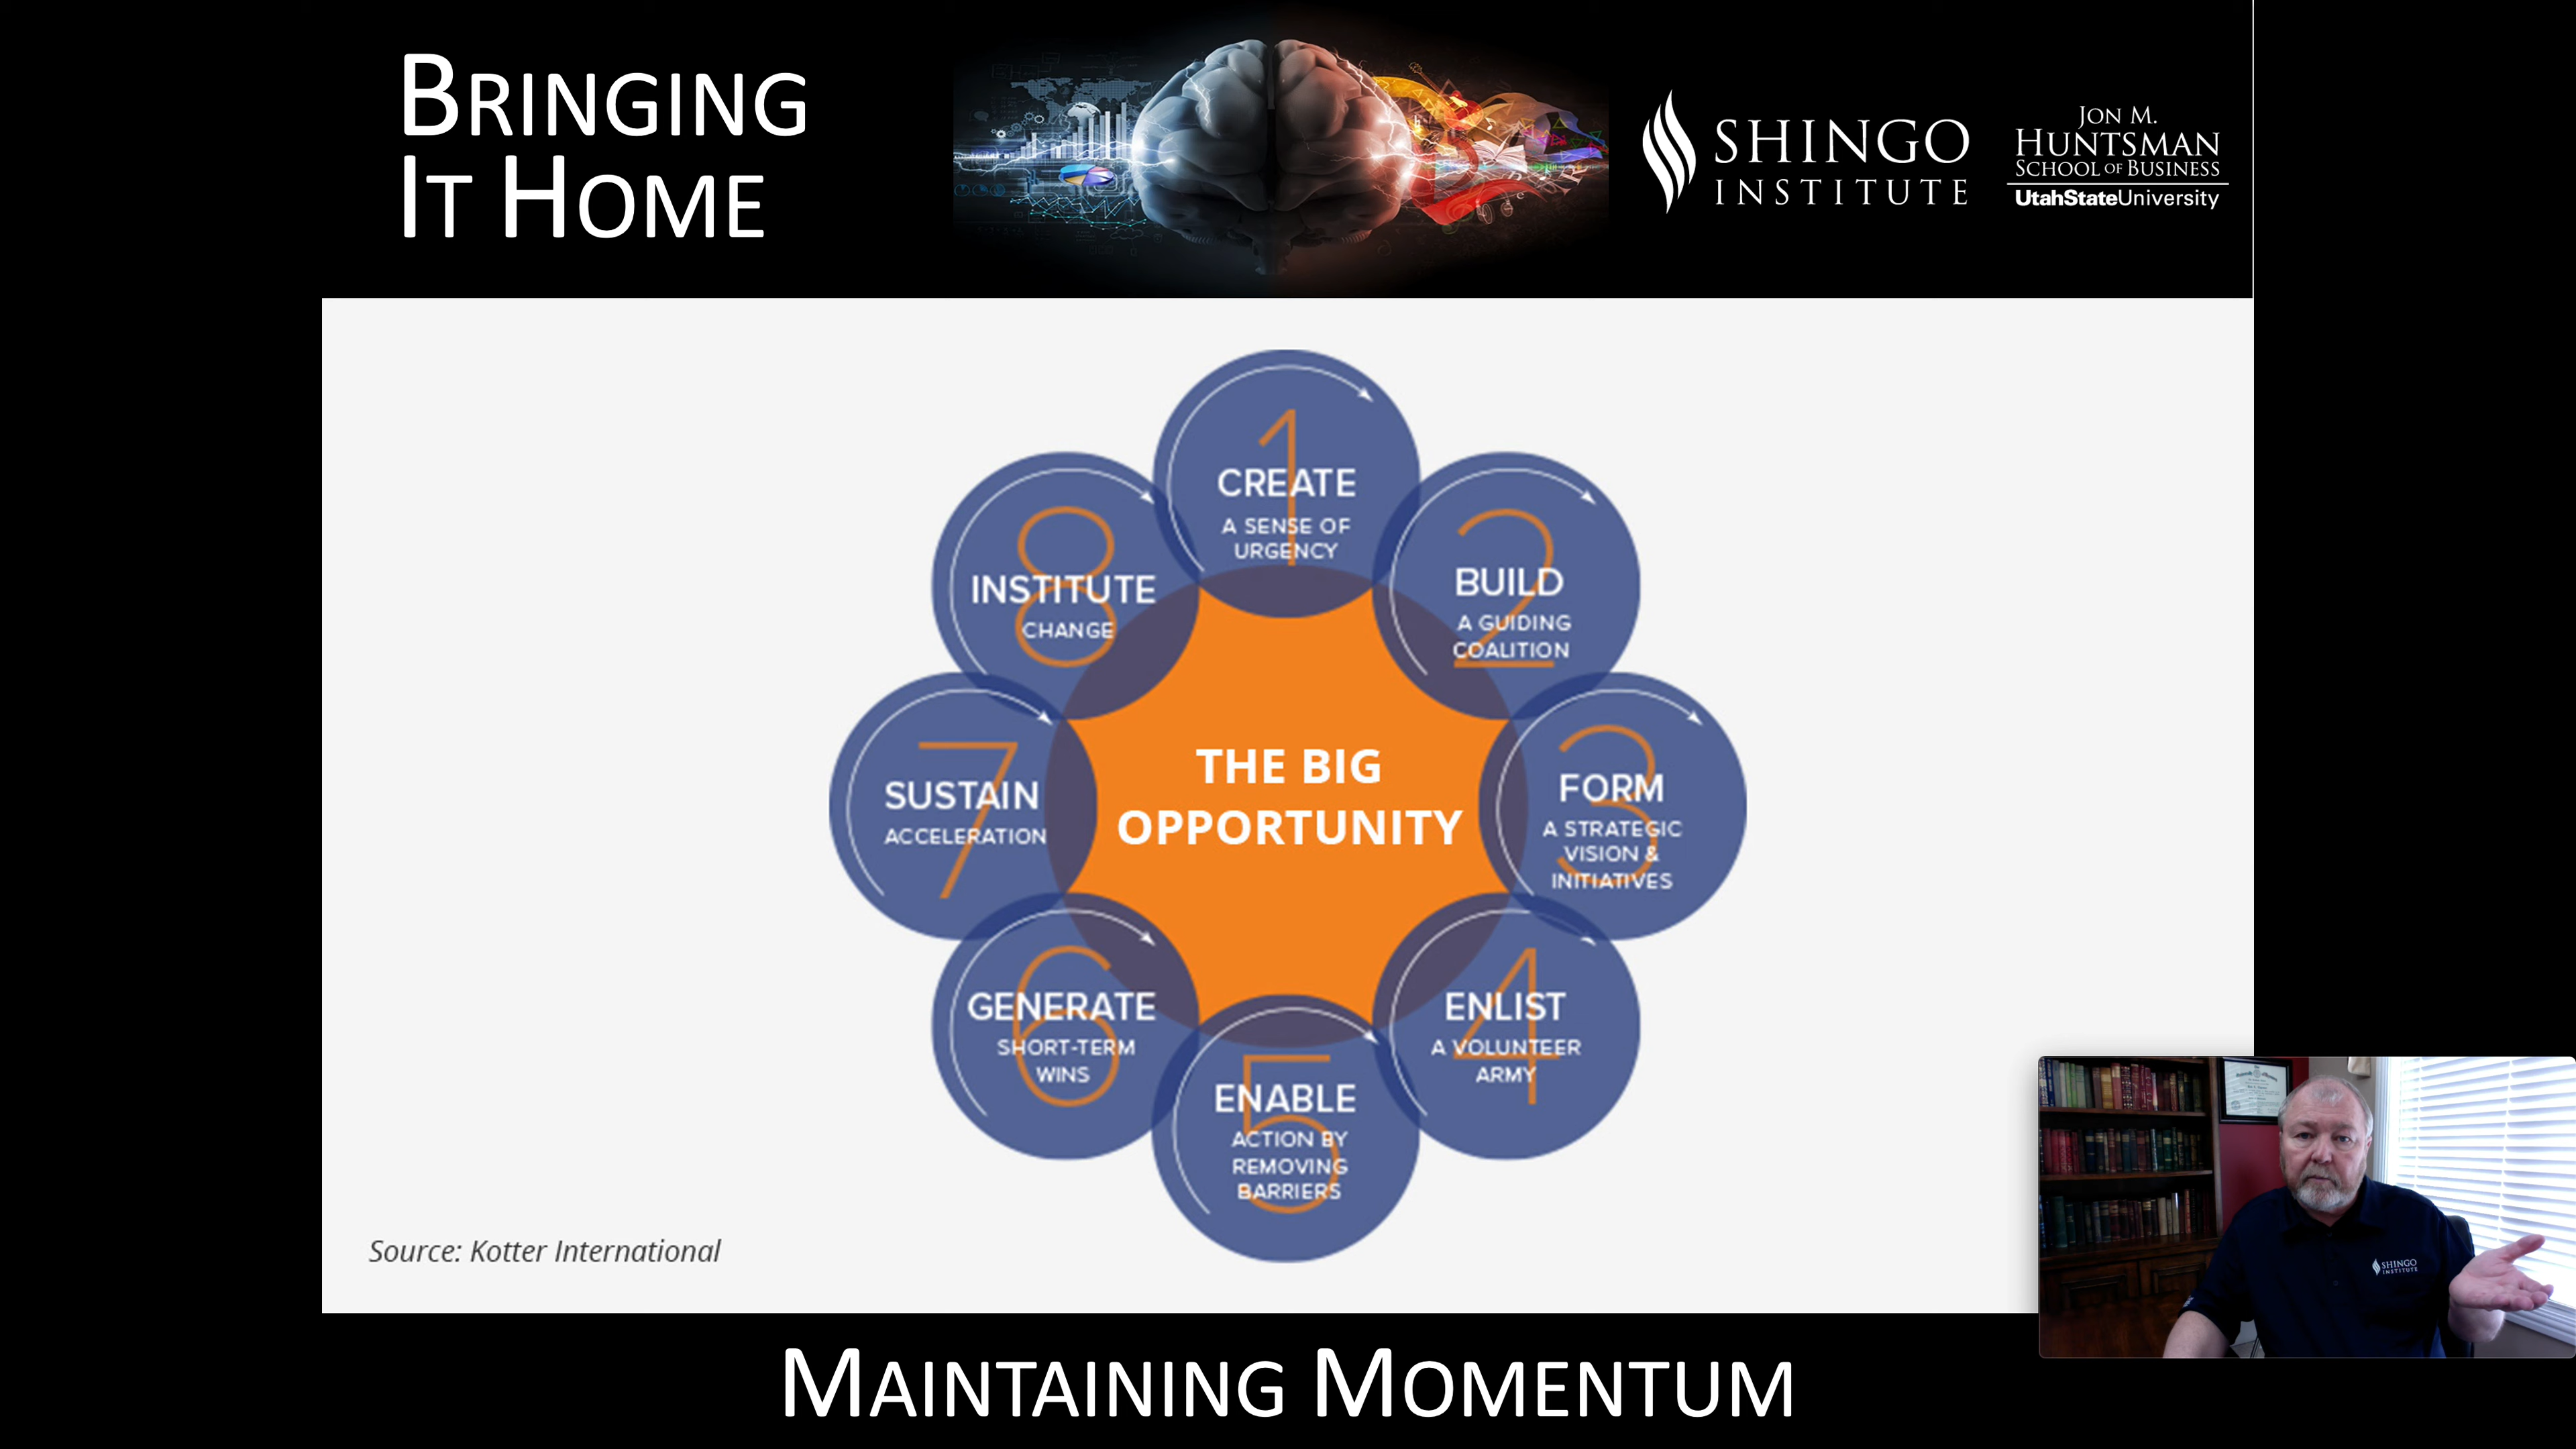 BRINGING
IT HOME
SHINGO
INSTITUTE
JON M.
HUNTSMAN
SCHOOL OF BUSINESS
UtahStateUniversity
1
CREATE
A SENSE OF
URGENCY
2
BUILD
A GUIDING
COALITION
3
FORM
A STRATEGIC
VISION &
INITIATIVES
4
ENLIST
A VOLUNTEER
ARMY
5
ENABLE
ACTION BY
REMOVING
BARRIERS
6
GENERATE
SHORT-TERM
WINS
7
SUSTAIN
ACCELERATION
8
INSTITUTE
CHANGE
THE BIG
OPPORTUNITY
Source: Kotter International
SHINGO
INSTITUTE
MAINTAINING MOMENTUM